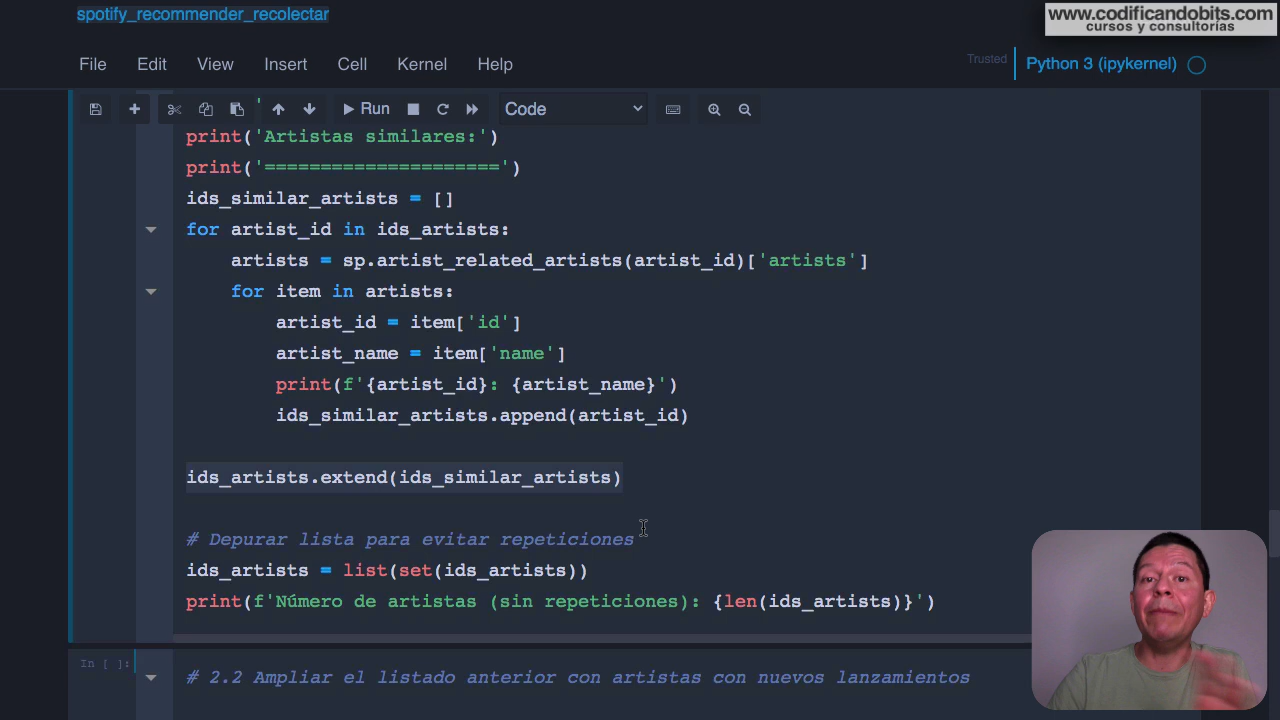 spotify_recommender_recolectar
www.codificandobits.com
cursos y consultorías
File Edit View Insert Cell Kernel Help
Trusted Python 3 (ipykernel)
Run Code
print('Artistas similares:')
print('=====================')
ids_similar_artists = []
for artist_id in ids_artists:
    artists = sp.artist_related_artists(artist_id)['artists']
    for item in artists:
        artist_id = item['id']
        artist_name = item['name']
        print(f'{artist_id}: {artist_name}')
        ids_similar_artists.append(artist_id)
ids_artists.extend(ids_similar_artists)
# Depurar lista para evitar repeticiones
ids_artists = list(set(ids_artists))
print(f'Número de artistas (sin repeticiones): {len(ids_artists)}')
In [ ]:
# 2.2 Ampliar el listado anterior con artistas con nuevos lanzamientos